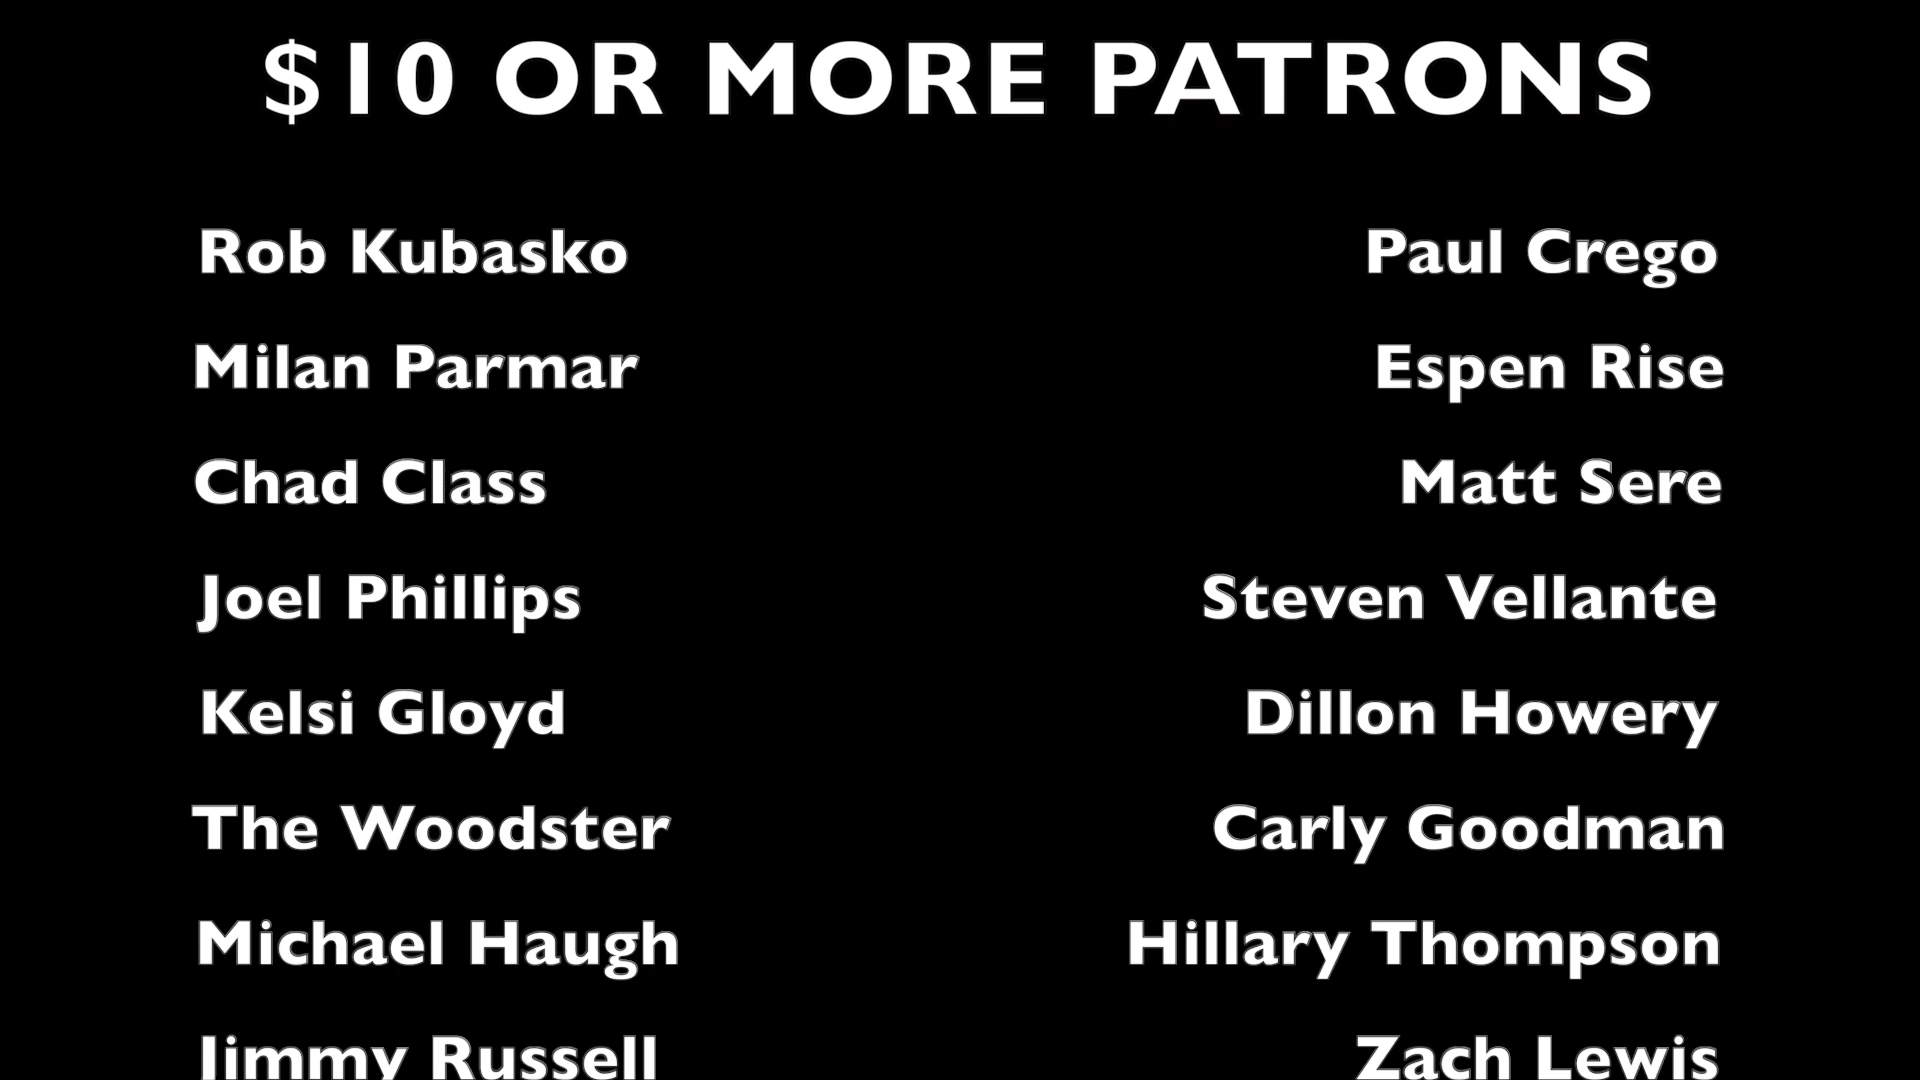 $10 OR MORE PATRONS
Rob Kubasko Paul Crego
Milan Parmar Espen Rise
Chad Class Matt Sere
Joel Phillips Steven Vellante
Kelsi Gloyd Dillon Howery
The Woodster Carly Goodman
Michael Haugh Hillary Thompson
Jimmy Russell Zach Lewis